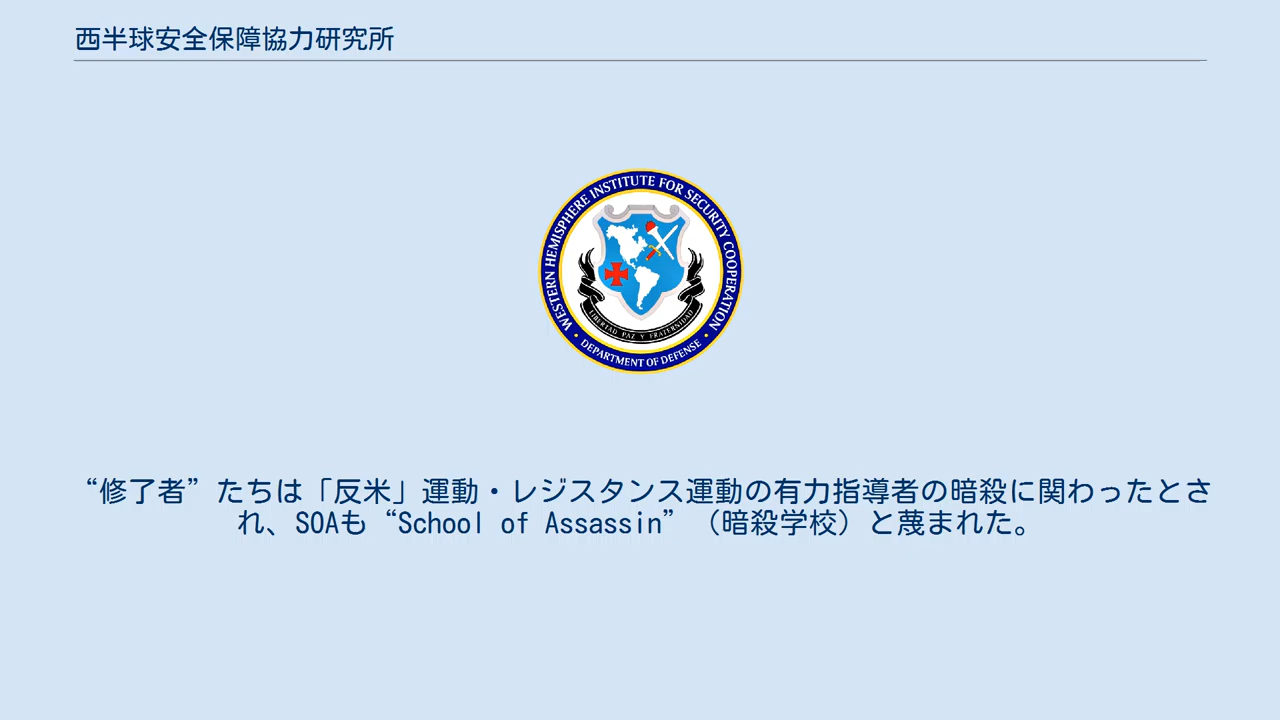 西半球安全保障協力研究所
WESTERN HEMISPHERE INSTITUTE FOR SECURITY COOPERATION
LIBERTAD PAZ Y FRATERNIDAD
• DEPARTMENT OF DEFENSE •
“修了者”たちは「反米」運動・レジスタンス運動の有力指導者の暗殺に関わったとさ
れ、SOAも“School of Assassin”（暗殺学校）と蔑まれた。